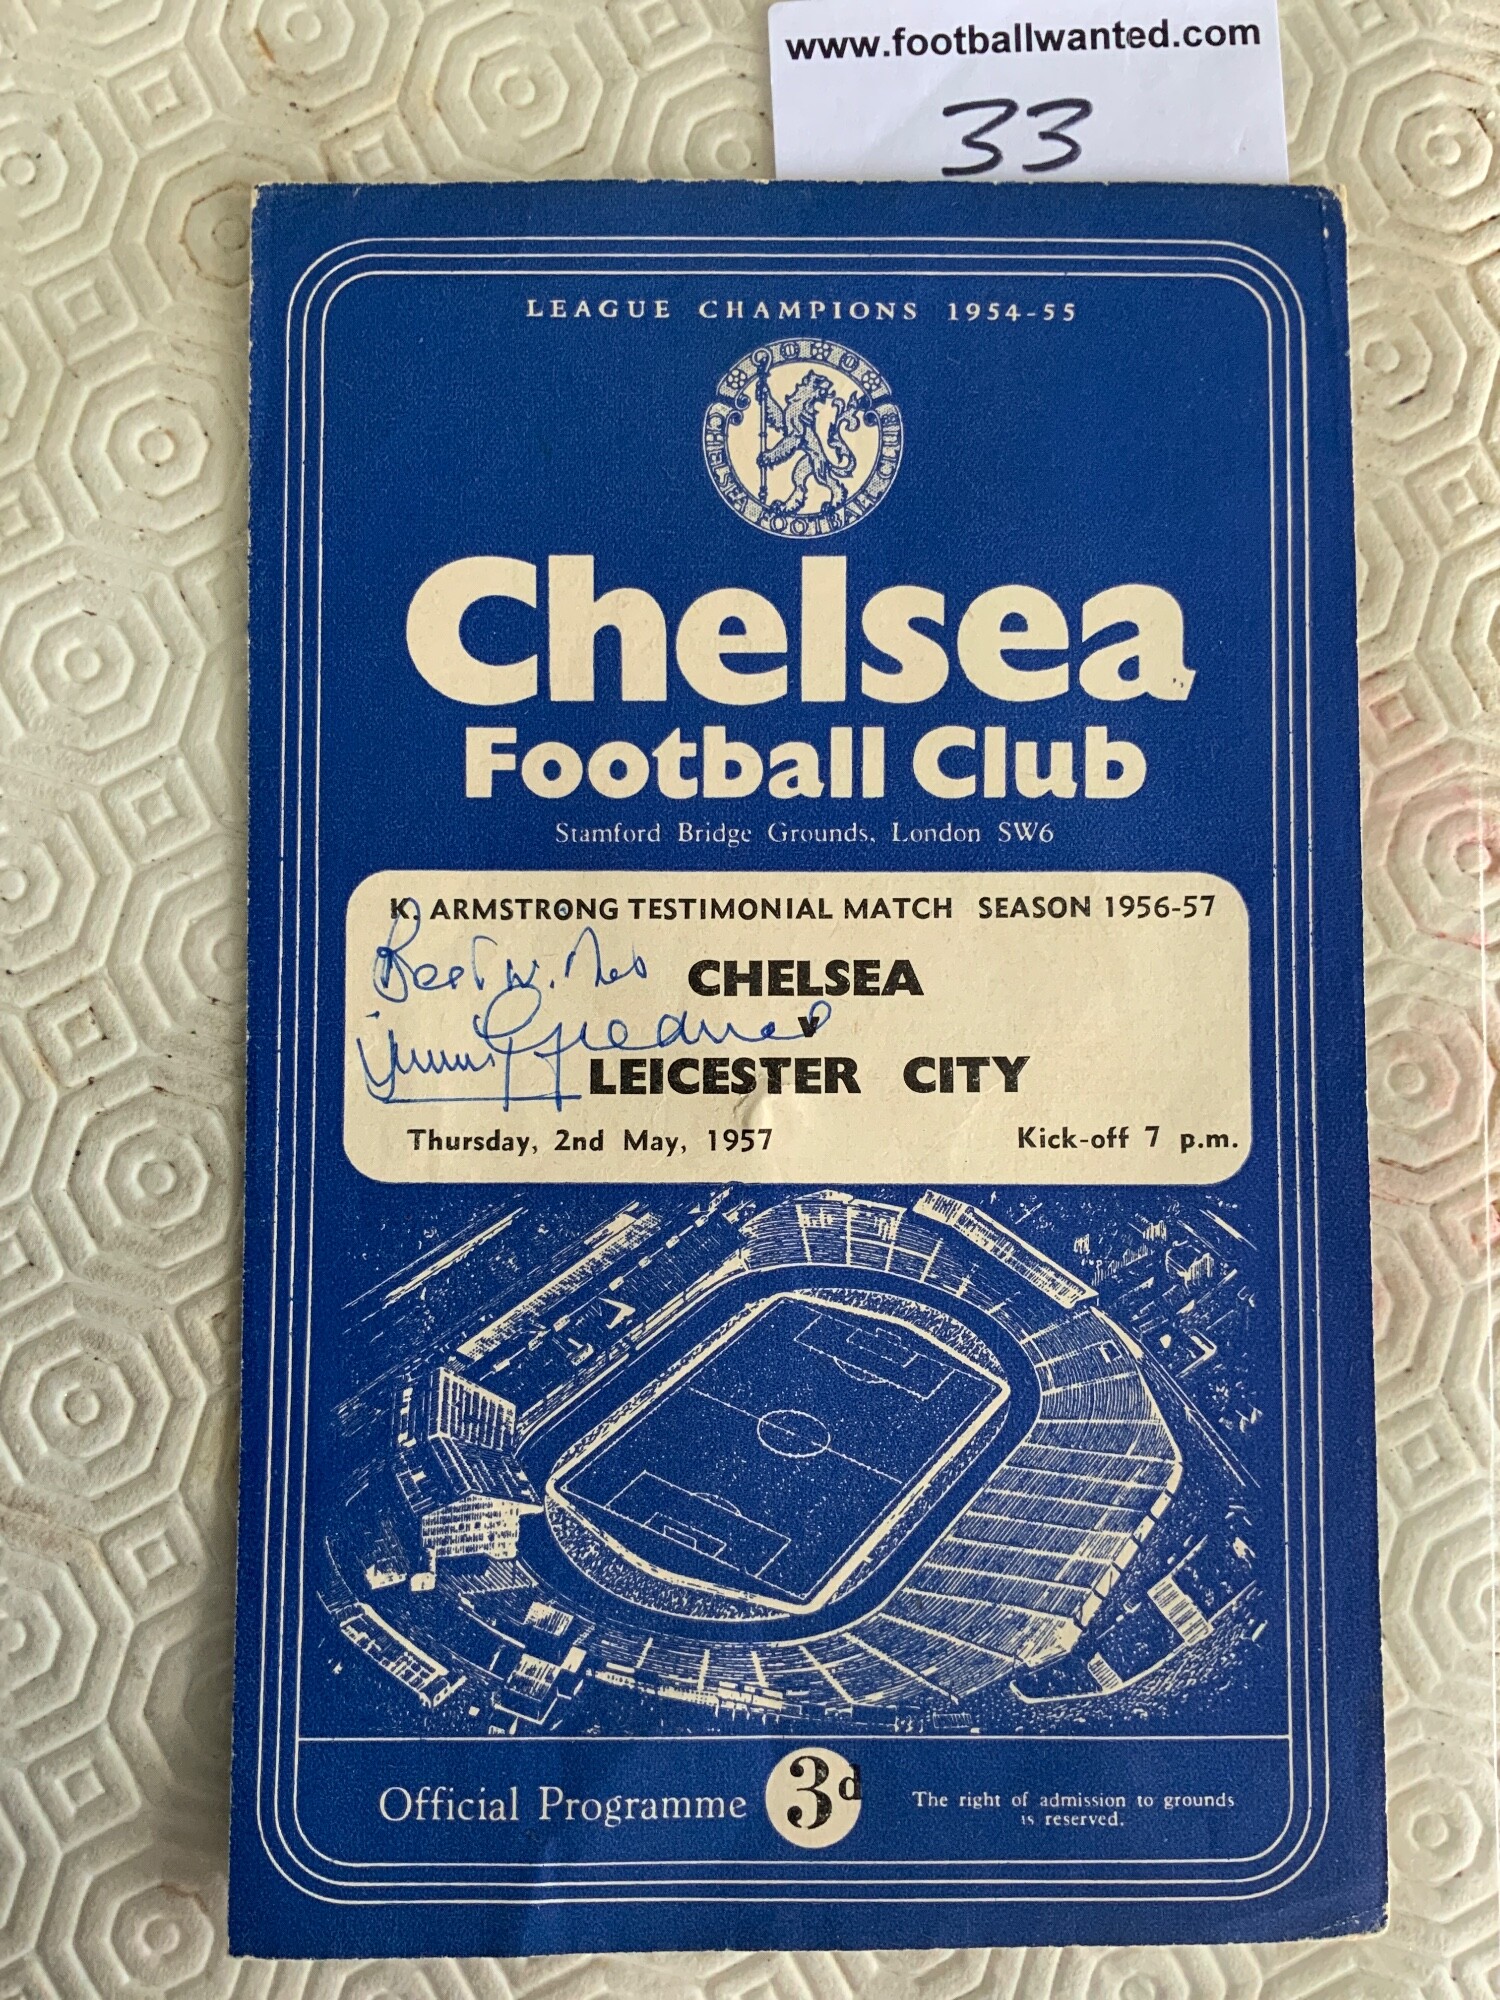 www.footballwanted.com
33
LEAGUE CHAMPIONS 1954-55
CHELSEA FOOTBALL CLUB
Chelsea
Football Club
Stamford Bridge Grounds, London SW6
K. ARMSTRONG TESTIMONIAL MATCH SEASON 1956-57
Best wishes
CHELSEA
v
Jimmy Greaves
LEICESTER CITY
Thursday, 2nd May, 1957 Kick-off 7 p.m.
Official Programme 3d The right of admission to grounds
is reserved.